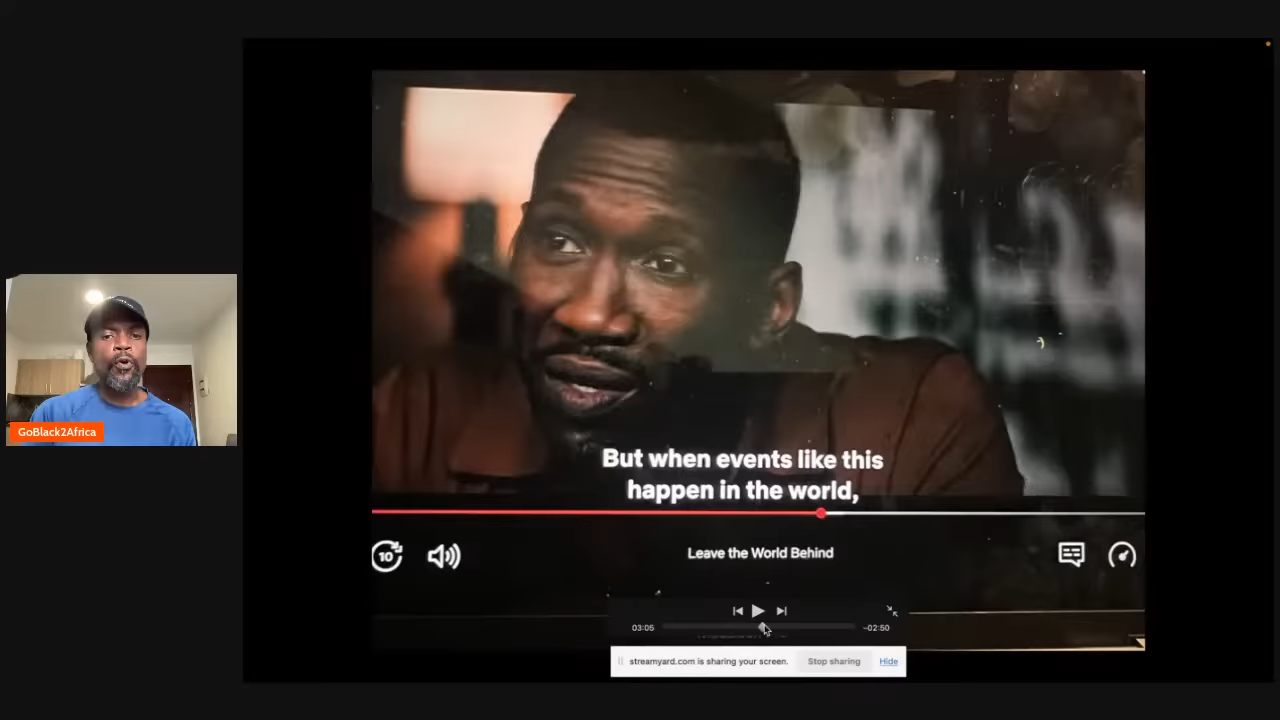 GoBlack2Africa
But when events like this
happen in the world,
10
Leave the World Behind
03:05
-02:50
streamyard.com is sharing your screen.
Stop sharing
Hide